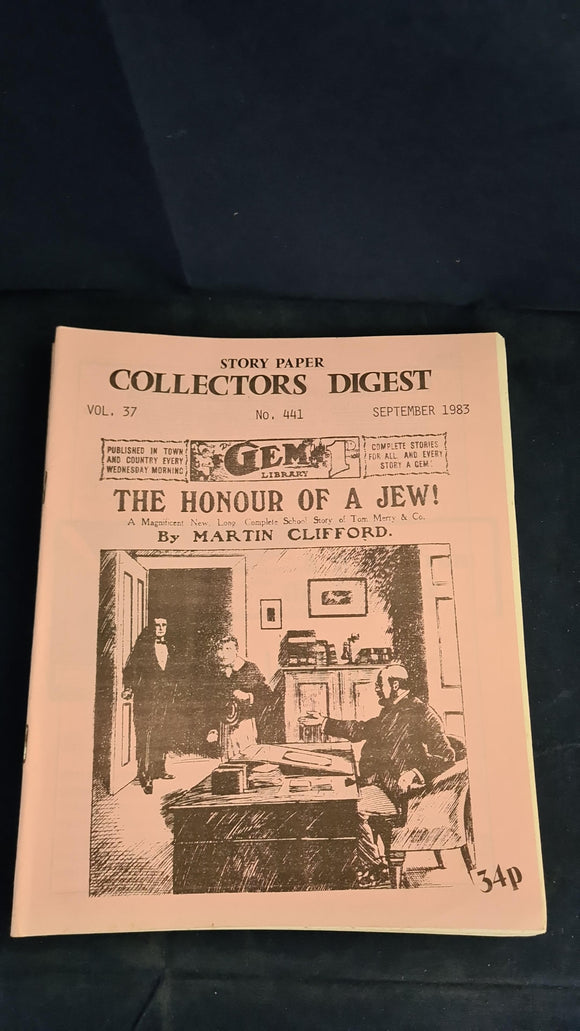 STORY PAPER
COLLECTORS DIGEST
VOL. 37 No. 441 SEPTEMBER 1983
PUBLISHED IN TOWN
AND COUNTRY EVERY
WEDNESDAY MORNING
THE GEM 1D
LIBRARY
COMPLETE STORIES
FOR ALL, AND EVERY
STORY A GEM!
THE HONOUR OF A JEW!
A Magnificent New, Long Complete School Story of Tom Merry & Co.
By MARTIN CLIFFORD.
34p